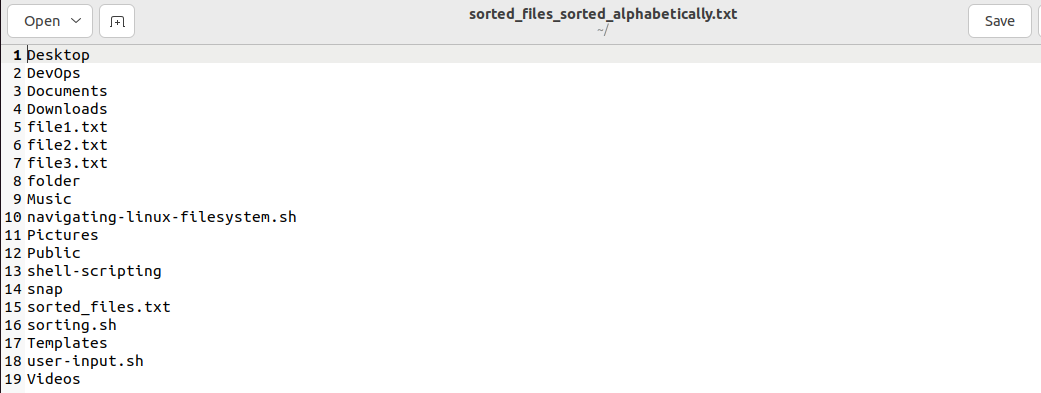 Open
sorted_files_sorted_alphabetically.txt
~/
Save
1 Desktop
2 DevOps
3 Documents
4 Downloads
5 file1.txt
6 file2.txt
7 file3.txt
8 folder
9 Music
10 navigating-linux-filesystem.sh
11 Pictures
12 Public
13 shell-scripting
14 snap
15 sorted_files.txt
16 sorting.sh
17 Templates
18 user-input.sh
19 Videos